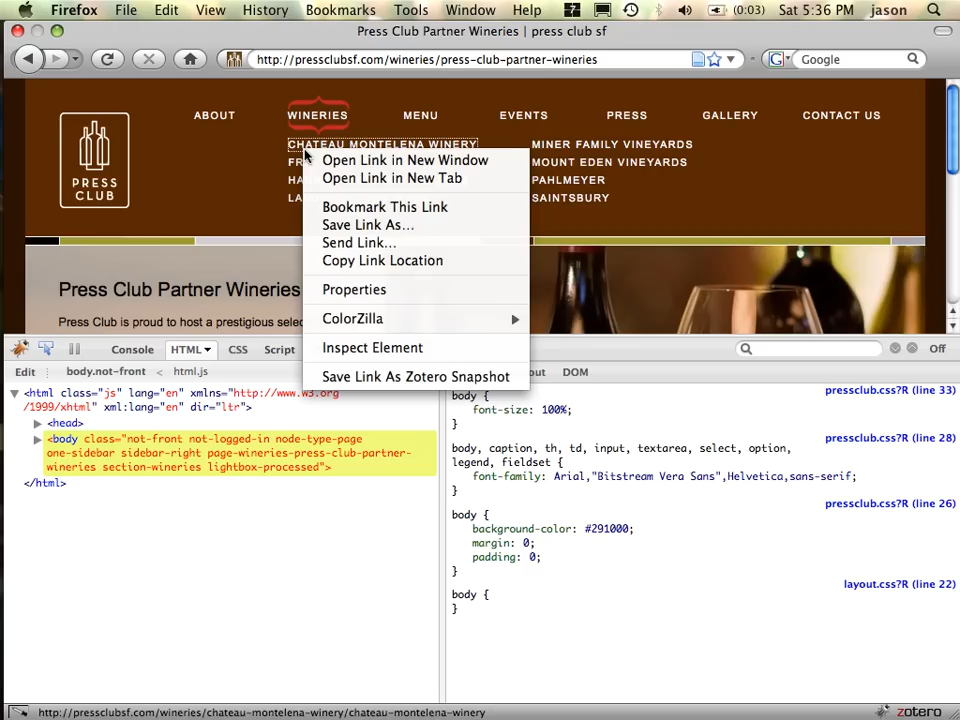 Firefox File Edit View History Bookmarks Tools Window Help (0:03) Sat 5:36 PM jason
Press Club Partner Wineries | press club sf
http://pressclubsf.com/wineries/press-club-partner-wineries
Google
ABOUT WINERIES MENU EVENTS PRESS GALLERY CONTACT US
PRESS
CLUB
CHATEAU MONTELENA WINERY
FR
HA
LA
MINER FAMILY VINEYARDS
MOUNT EDEN VINEYARDS
PAHLMEYER
SAINTSBURY
Open Link in New Window
Open Link in New Tab
Bookmark This Link
Save Link As...
Send Link...
Copy Link Location
Properties
ColorZilla
Inspect Element
Save Link As Zotero Snapshot
Press Club Partner Wineries
Press Club is proud to host a prestigious selec
Console HTML CSS Script Off
Edit body.not-front < html.js
out DOM
<html class="js" lang="en" xmlns="http://www.w3.org
/1999/xhtml" xml:lang="en" dir="ltr">
<head>
<body class="not-front not-logged-in node-type-page
one-sidebar sidebar-right page-wineries-press-club-partner-
wineries section-wineries lightbox-processed">
</html>
body { pressclub.css?R (line 33)
font-size: 100%;
}
pressclub.css?R (line 28)
body, caption, th, td, input, textarea, select, option,
legend, fieldset {
font-family: Arial,"Bitstream Vera Sans",Helvetica,sans-serif;
}
pressclub.css?R (line 26)
body {
background-color: #291000;
margin: 0;
padding: 0;
}
layout.css?R (line 22)
body {
}
http://pressclubsf.com/wineries/chateau-montelena-winery/chateau-montelena-winery
zotero